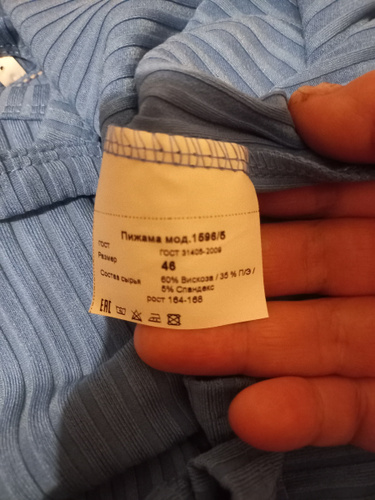 Пижама мод.1596/5
ГОСТ ГОСТ 31405-2009
Размер 46
Состав сырья 60% Вискоза / 35 % П/Э /
5% Спандекс
рост 164-168
EAC